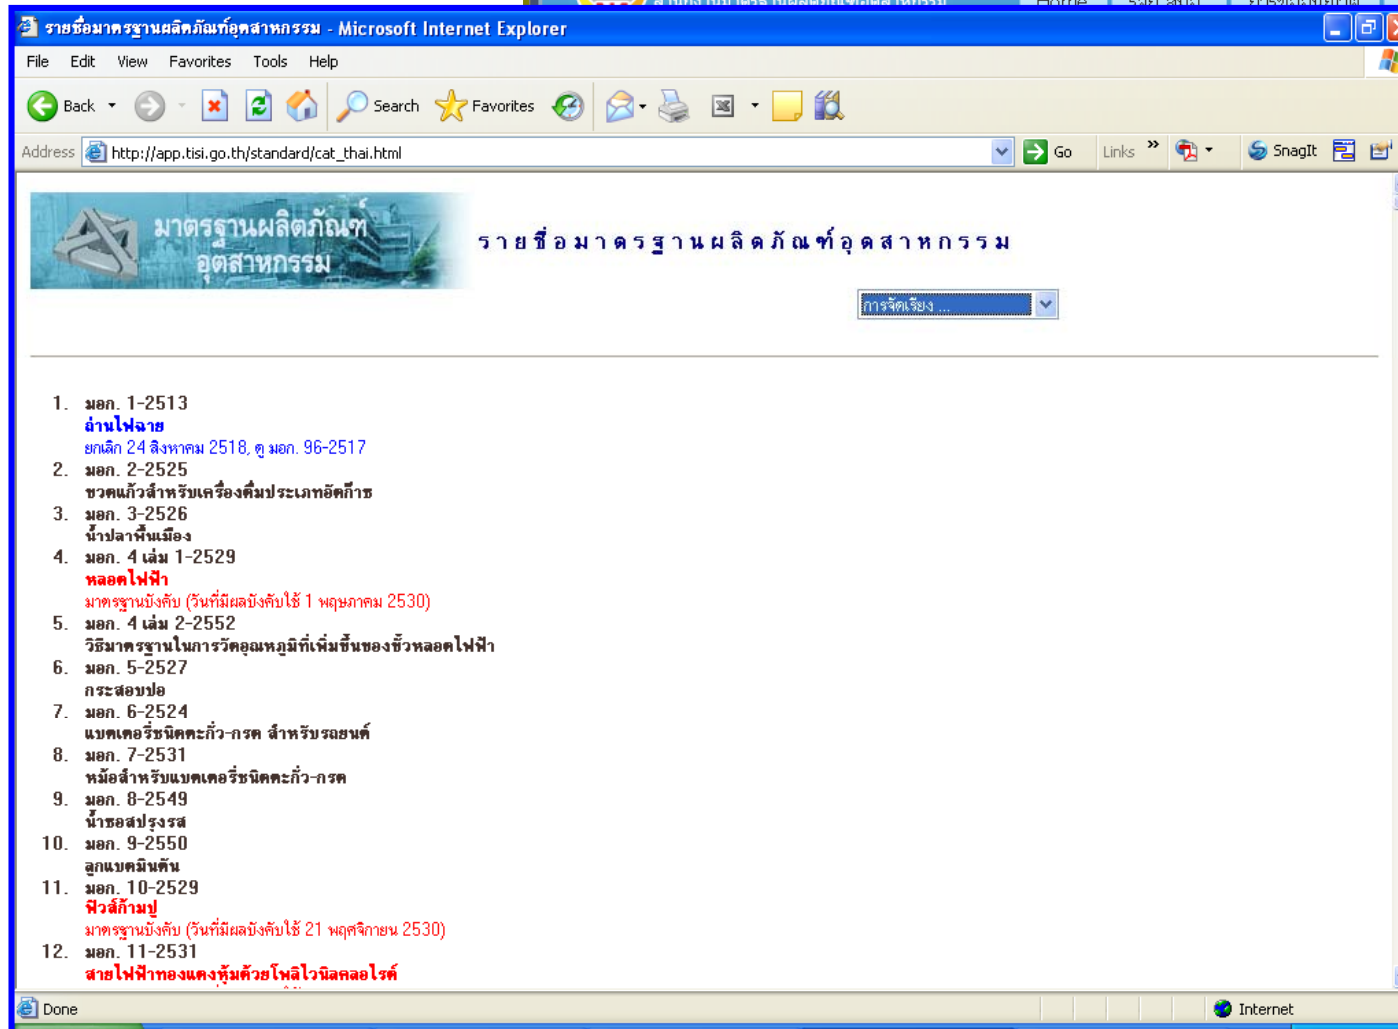 Home
รายชื่อมาตรฐานผลิตภัณฑ์อุตสาหกรรม - Microsoft Internet Explorer
File Edit View Favorites Tools Help
Back Search Favorites
Address http://app.tisi.go.th/standard/cat_thai.html Go Links » SnagIt
มาตรฐานผลิตภัณฑ์
อุตสาหกรรม
รายชื่อมาตรฐานผลิตภัณฑ์อุตสาหกรรม
การจัดเรียง ...
1. มอก. 1-2513
ถ่านไฟฉาย
ยกเลิก 24 สิงหาคม 2518, ดู มอก. 96-2517
2. มอก. 2-2525
ขวดแก้วสำหรับเครื่องดื่มประเภทอัดก๊าซ
3. มอก. 3-2526
น้ำปลาพื้นเมือง
4. มอก. 4 เล่ม 1-2529
หลอดไฟฟ้า
มาตรฐานบังคับ (วันที่มีผลบังคับใช้ 1 พฤษภาคม 2530)
5. มอก. 4 เล่ม 2-2552
วิธีมาตรฐานในการวัดอุณหภูมิที่เพิ่มขึ้นของขั้วหลอดไฟฟ้า
6. มอก. 5-2527
กระสอบปอ
7. มอก. 6-2524
แบตเตอรี่ชนิดตะกั่ว-กรด สำหรับรถยนต์
8. มอก. 7-2531
หม้อสำหรับแบตเตอรี่ชนิดตะกั่ว-กรด
9. มอก. 8-2549
น้ำซอสปรุงรส
10. มอก. 9-2550
ลูกแบดมินตัน
11. มอก. 10-2529
ฟิวส์ก้ามปู
มาตรฐานบังคับ (วันที่มีผลบังคับใช้ 21 พฤศจิกายน 2530)
12. มอก. 11-2531
สายไฟฟ้าทองแดงหุ้มด้วยโพลิไวนิลคลอไรด์
Done Internet